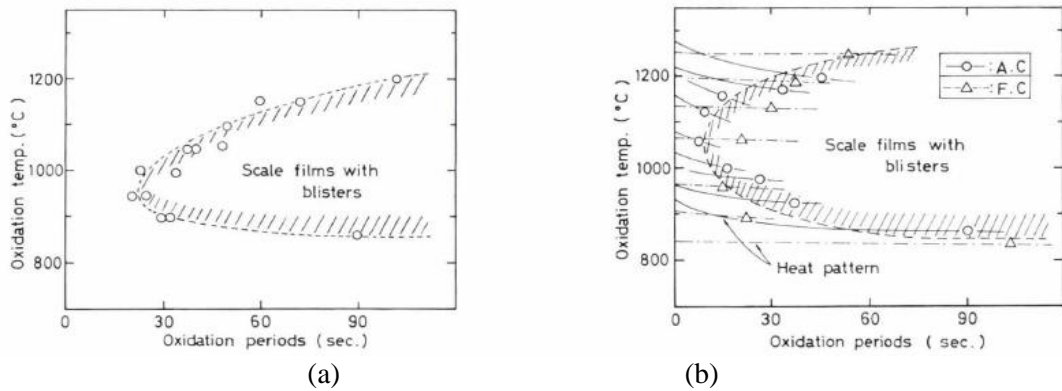 (a)
1200
1000
800
Oxidation temp. (°C)
Scale films with
blisters
0
30
60
90
Oxidation periods (sec.)
(b)
1200
1000
800
Oxidation temp. (°C)
—○— : A.C
—△— : F.C
Scale films with
blisters
Heat pattern
0
30
60
90
Oxidation periods (sec.)
(a)
(b)